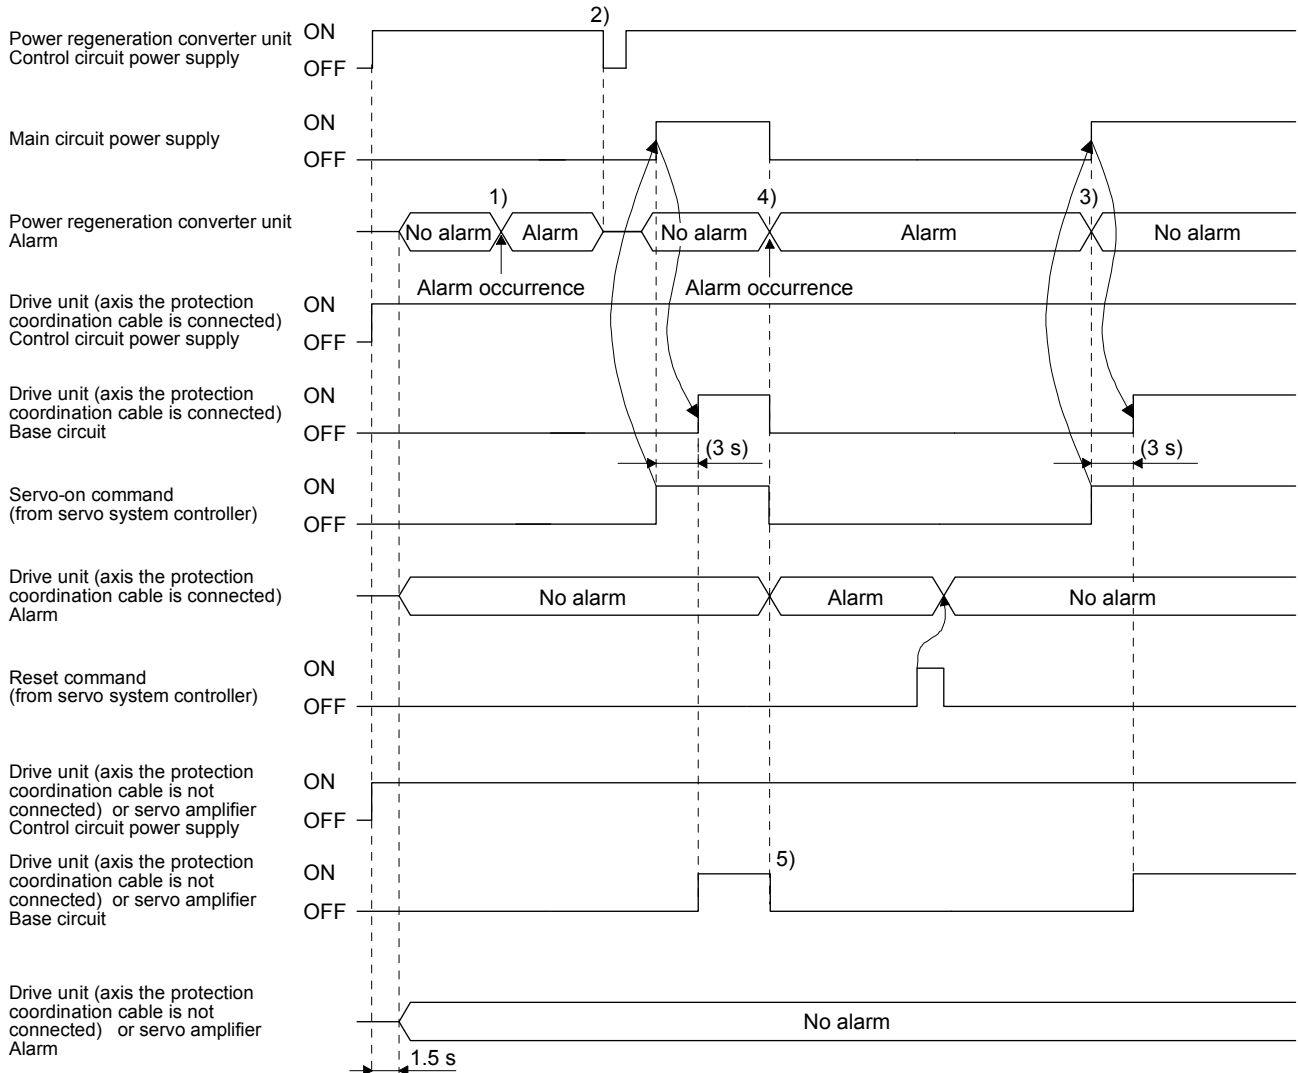 2)
Power regeneration converter unit
Control circuit power supply
ON
OFF
Main circuit power supply
ON
OFF
1)
4)
3)
Power regeneration converter unit
Alarm
No alarm
Alarm
No alarm
Alarm
No alarm
Alarm occurrence
Alarm occurrence
Drive unit (axis the protection
coordination cable is connected)
Control circuit power supply
ON
OFF
Drive unit (axis the protection
coordination cable is connected)
Base circuit
ON
OFF
(3 s)
(3 s)
Servo-on command
(from servo system controller)
ON
OFF
Drive unit (axis the protection
coordination cable is connected)
Alarm
No alarm
Alarm
No alarm
Reset command
(from servo system controller)
ON
OFF
Drive unit (axis the protection
coordination cable is not
connected) or servo amplifier
Control circuit power supply
ON
OFF
Drive unit (axis the protection
coordination cable is not
connected) or servo amplifier
Base circuit
ON
OFF
5)
Drive unit (axis the protection
coordination cable is not
connected) or servo amplifier
Alarm
No alarm
1.5 s